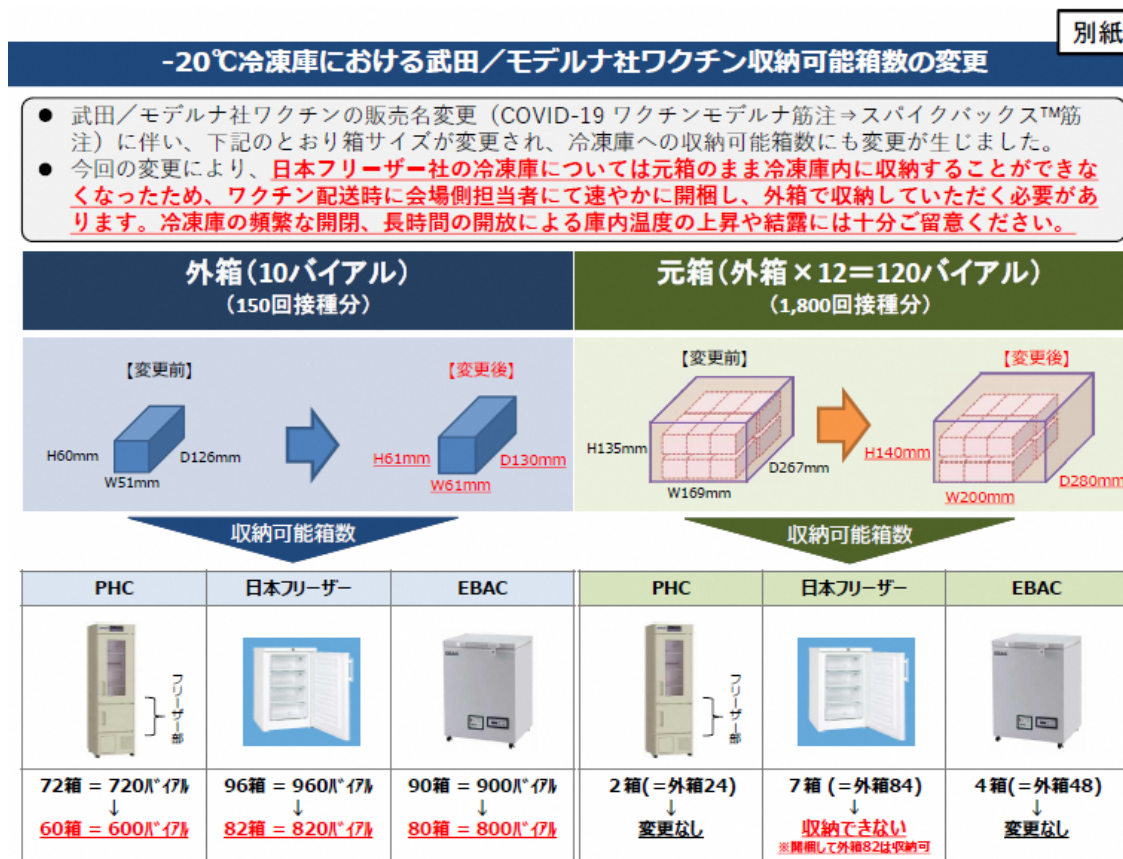 別紙
-20℃冷凍庫における武田／モデルナ社ワクチン収納可能箱数の変更
● 武田／モデルナ社ワクチンの販売名変更（COVID-19 ワクチンモデルナ筋注⇒スパイクバックス™筋
注）に伴い、下記のとおり箱サイズが変更され、冷凍庫への収納可能箱数にも変更が生じました。
● 今回の変更により、日本フリーザー社の冷凍庫については元箱のまま冷凍庫内に収納することができな
くなったため、ワクチン配送時に会場側担当者にて速やかに開梱し、外箱で収納していただく必要があ
ります。冷凍庫の頻繁な開閉、長時間の開放による庫内温度の上昇や結露には十分ご留意ください。
外箱（10バイアル）
（150回接種分）
元箱（外箱×12＝120バイアル）
（1,800回接種分）
【変更前】
H60mm
W51mm
D126mm
【変更後】
H61mm
W61mm
D130mm
【変更前】
H135mm
W169mm
D267mm
【変更後】
H140mm
W200mm
D280mm
収納可能箱数
収納可能箱数
PHC
日本フリーザー
EBAC
PHC
日本フリーザー
EBAC
フリーザー部
フリーザー部
72箱 = 720バイアル
↓
60箱 = 600バイアル
96箱 = 960バイアル
↓
82箱 = 820バイアル
90箱 = 900バイアル
↓
80箱 = 800バイアル
2箱(=外箱24)
↓
変更なし
7箱 (=外箱84)
↓
収納できない
※開梱して外箱82は収納可
4箱(=外箱48)
↓
変更なし